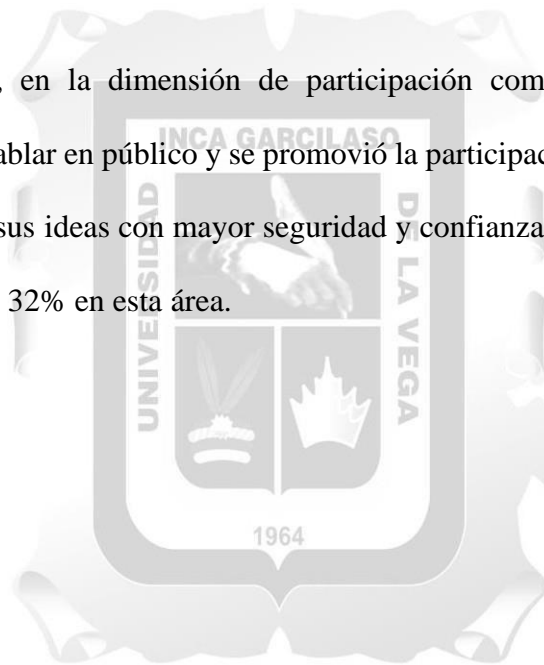 , en la dimensión de participación com
ablar en público y se promovió la participac
sus ideas con mayor seguridad y confianza
32% en esta área.
INCA GARCILASO
UNIVERSIDAD
DE LA VEGA
1964